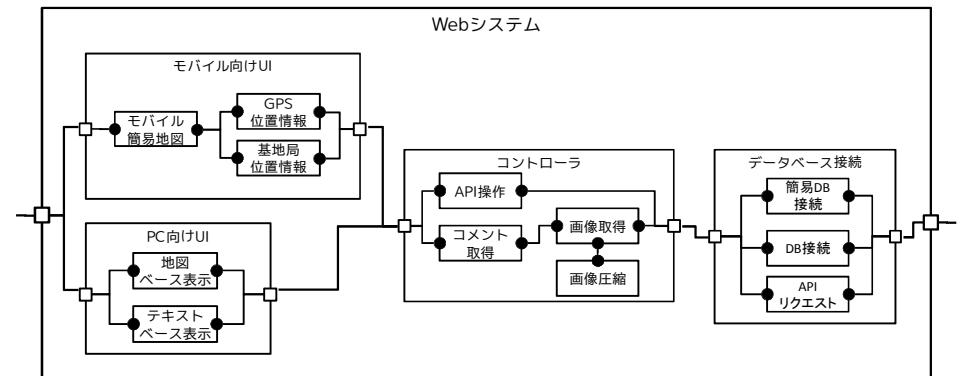 Webシステム
モバイル向けUI
モバイル
簡易地図
GPS
位置情報
基地局
位置情報
PC向けUI
地図
ベース表示
テキスト
ベース表示
コントローラ
API操作
コメント
取得
画像取得
画像圧縮
データベース接続
簡易DB
接続
DB接続
API
リクエスト